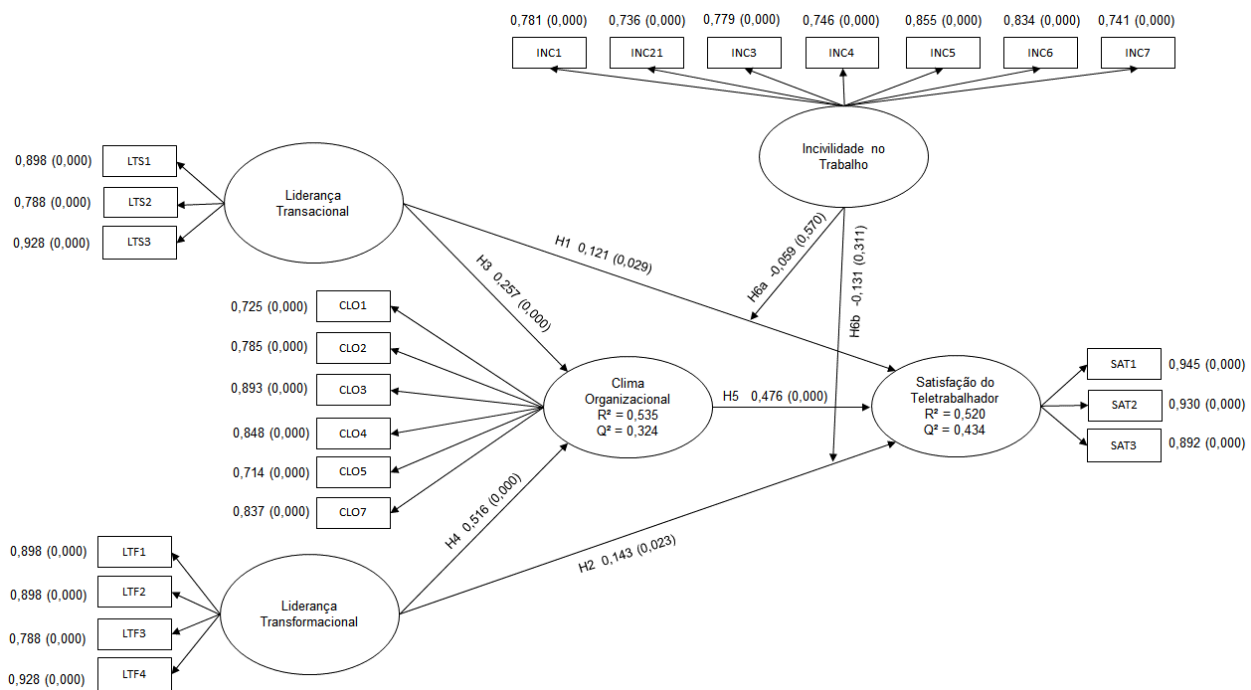 0,781 (0,000) 0,736 (0,000) 0,779 (0,000) 0,746 (0,000) 0,855 (0,000) 0,834 (0,000) 0,741 (0,000)
INC1 INC21 INC3 INC4 INC5 INC6 INC7
Incivilidade no
Trabalho
0,898 (0,000) LTS1
0,788 (0,000) LTS2
0,928 (0,000) LTS3
Liderança
Transacional
H1 0,121 (0,029)
H3 0,257 (0,000)
H6a -0,059 (0,570)
H6b -0,131 (0,311)
0,725 (0,000) CLO1
0,785 (0,000) CLO2
0,893 (0,000) CLO3
0,848 (0,000) CLO4
0,714 (0,000) CLO5
0,837 (0,000) CLO7
Clima
Organizacional
R² = 0,535
Q² = 0,324
H5 0,476 (0,000)
Satisfação do
Teletrabalhador
R² = 0,520
Q² = 0,434
SAT1 0,945 (0,000)
SAT2 0,930 (0,000)
SAT3 0,892 (0,000)
H4 0,516 (0,000)
H2 0,143 (0,023)
0,898 (0,000) LTF1
0,898 (0,000) LTF2
0,788 (0,000) LTF3
0,928 (0,000) LTF4
Liderança
Transformacional